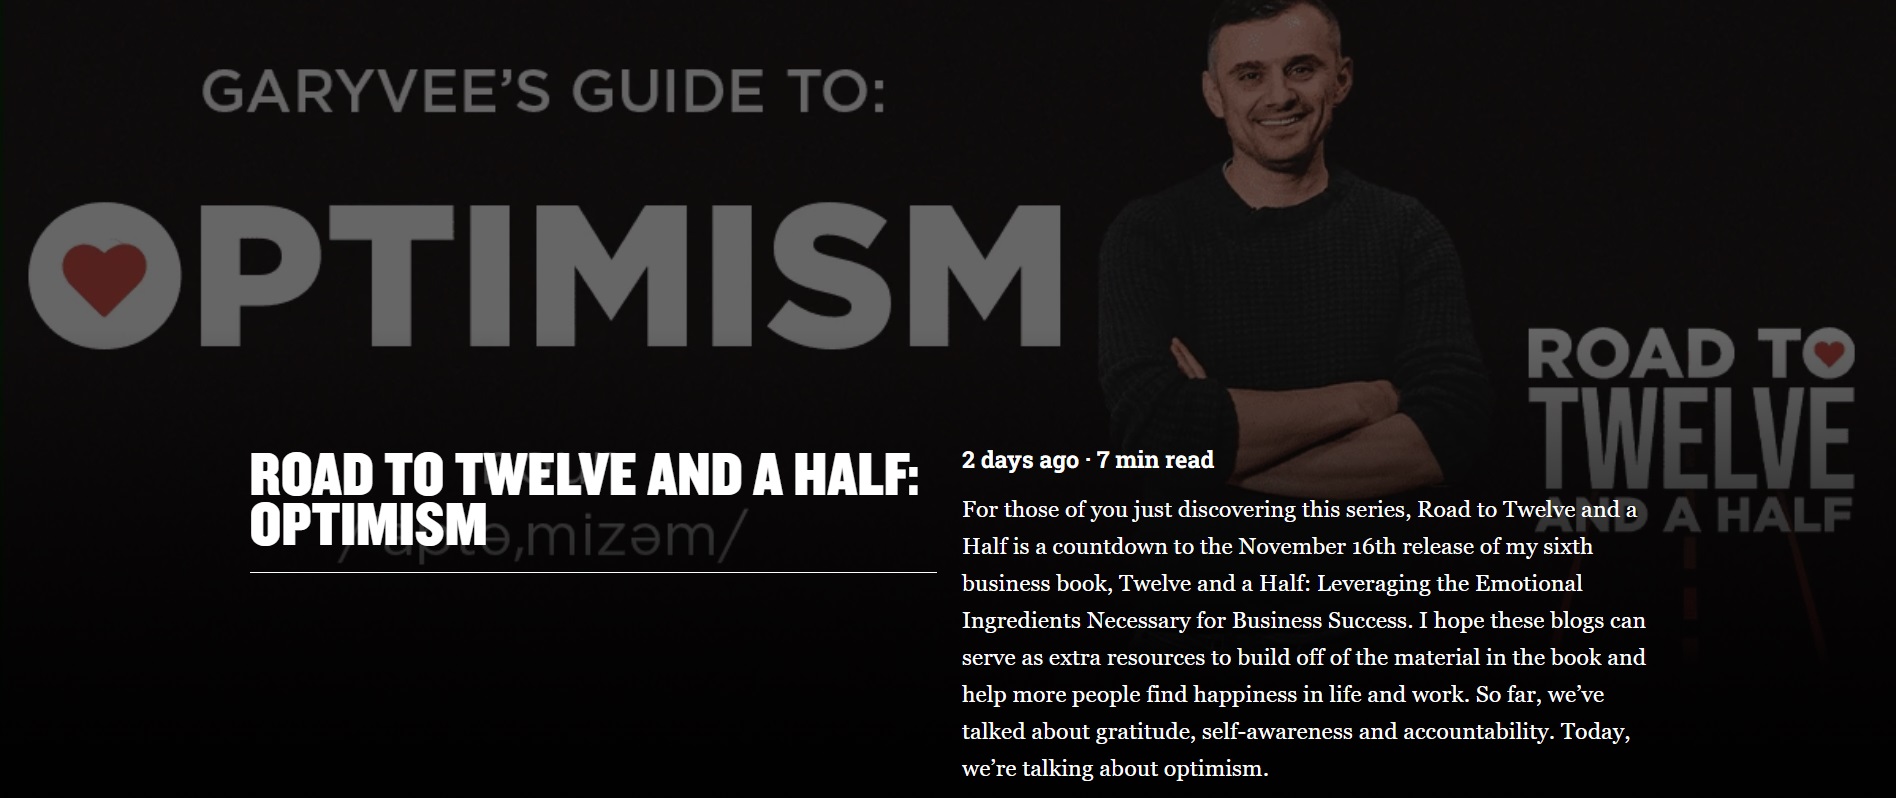 GARYVEE'S GUIDE TO:
OPTIMISM
ROAD TO
TWELVE
AND A HALF
ROAD TO TWELVE AND A HALF:
OPTIMISM
2 days ago · 7 min read
For those of you just discovering this series, Road to Twelve and a
Half is a countdown to the November 16th release of my sixth
business book, Twelve and a Half: Leveraging the Emotional
Ingredients Necessary for Business Success. I hope these blogs can
serve as extra resources to build off of the material in the book and
help more people find happiness in life and work. So far, we’ve
talked about gratitude, self-awareness and accountability. Today,
we’re talking about optimism.